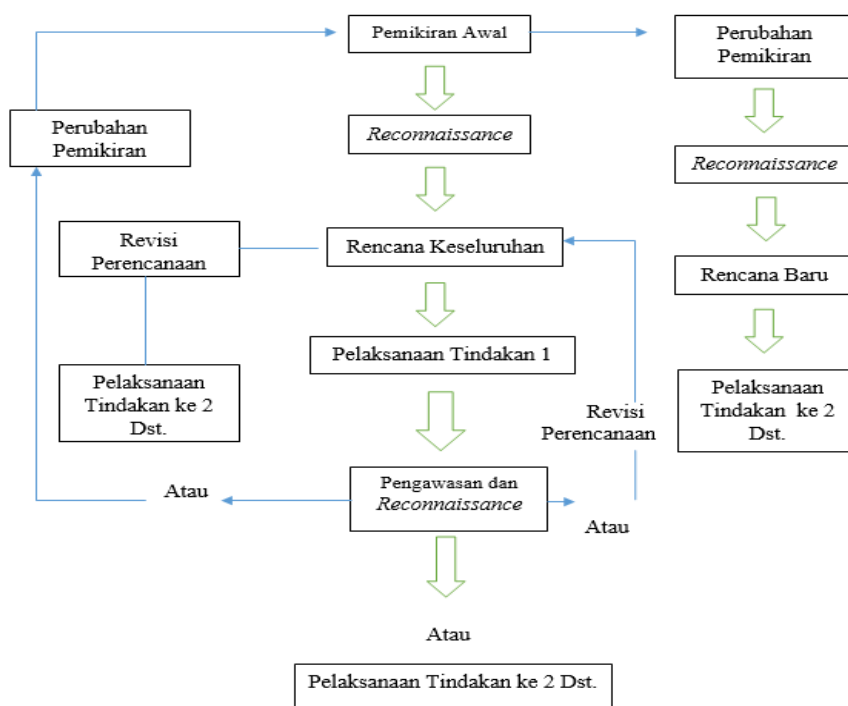 Pemikiran Awal
Perubahan
Pemikiran
Perubahan
Pemikiran
Reconnaissance
Reconnaissance
Revisi
Perencanaan
Rencana Keseluruhan
Rencana Baru
Pelaksanaan Tindakan 1
Pelaksanaan
Tindakan ke 2
Dst.
Pelaksanaan
Tindakan ke 2
Dst.
Revisi
Perencanaan
Atau
Pengawasan dan
Reconnaissance
Atau
Atau
Pelaksanaan Tindakan ke 2 Dst.